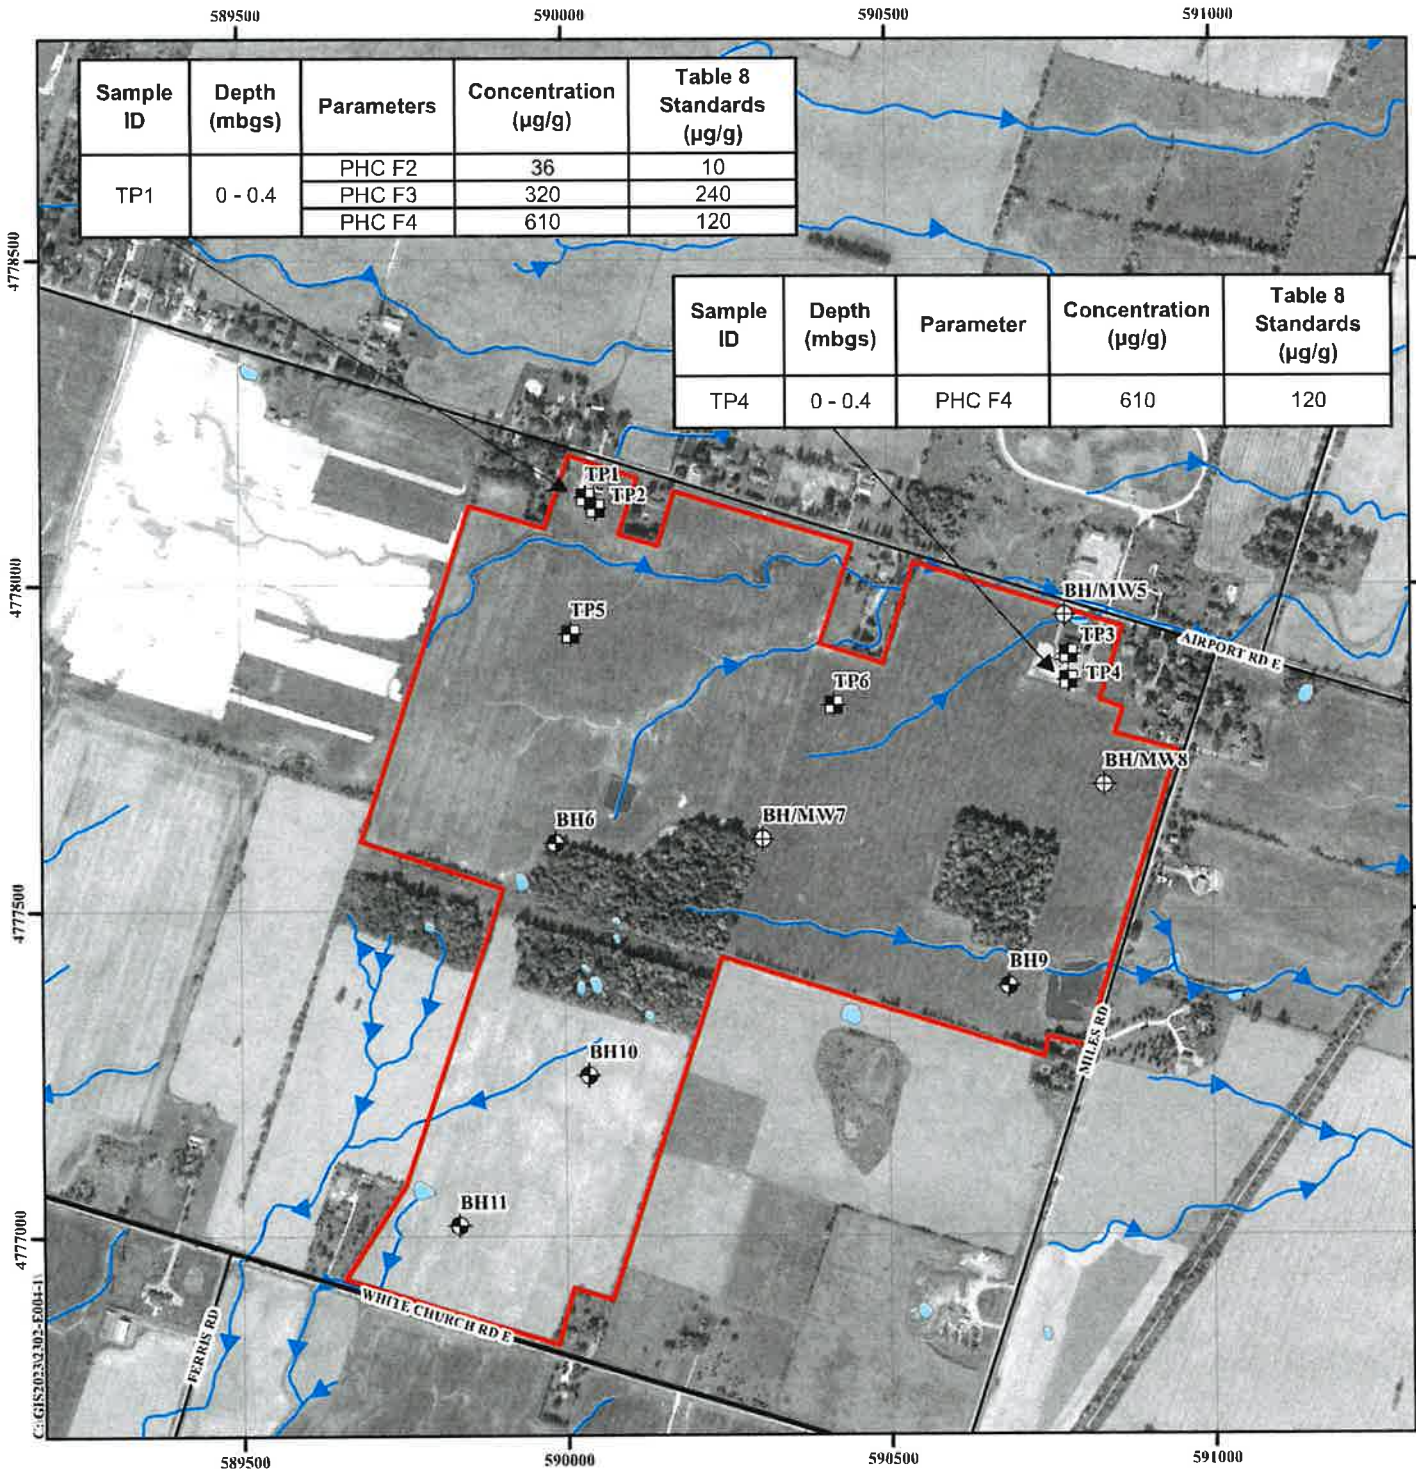 589500 590000 590500 591000
Sample ID Depth (mbgs) Parameters Concentration (µg/g) Table 8 Standards (µg/g)
TP1 0 - 0.4 PHC F2 36 10
PHC F3 320 240
PHC F4 610 120
4778500
Sample ID Depth (mbgs) Parameter Concentration (µg/g) Table 8 Standards (µg/g)
TP4 0 - 0.4 PHC F4 610 120
TP1
TP2
4778000
BH/MW5
TP5
TP3
AIRPORT RD E
TP4
TP6
BH/MW8
BH6
BH/MW7
4777500
BH9
MILES RD
BH10
BH11
4777000
WHITE CHURCH RD E
FERRIS RD
C:\GIS2023\2302-E004-1\
589500 590000 590500 591000